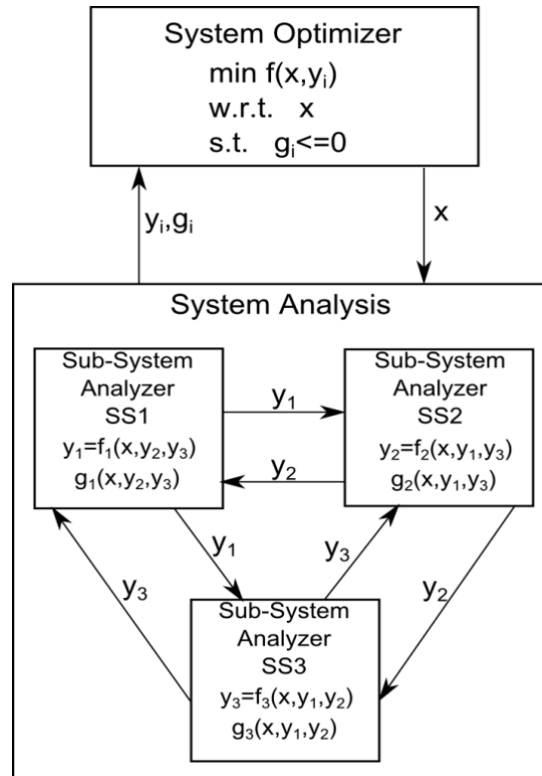 System Optimizer
min f(x,yᵢ)
w.r.t. x
s.t. gᵢ<=0
yᵢ,gᵢ
x
System Analysis
Sub-System
Analyzer
SS1
y₁=f₁(x,y₂,y₃)
g₁(x,y₂,y₃)
y₁
y₂
Sub-System
Analyzer
SS2
y₂=f₂(x,y₁,y₃)
g₂(x,y₁,y₃)
y₃
y₁
y₃
y₂
Sub-System
Analyzer
SS3
y₃=f₃(x,y₁,y₂)
g₃(x,y₁,y₂)